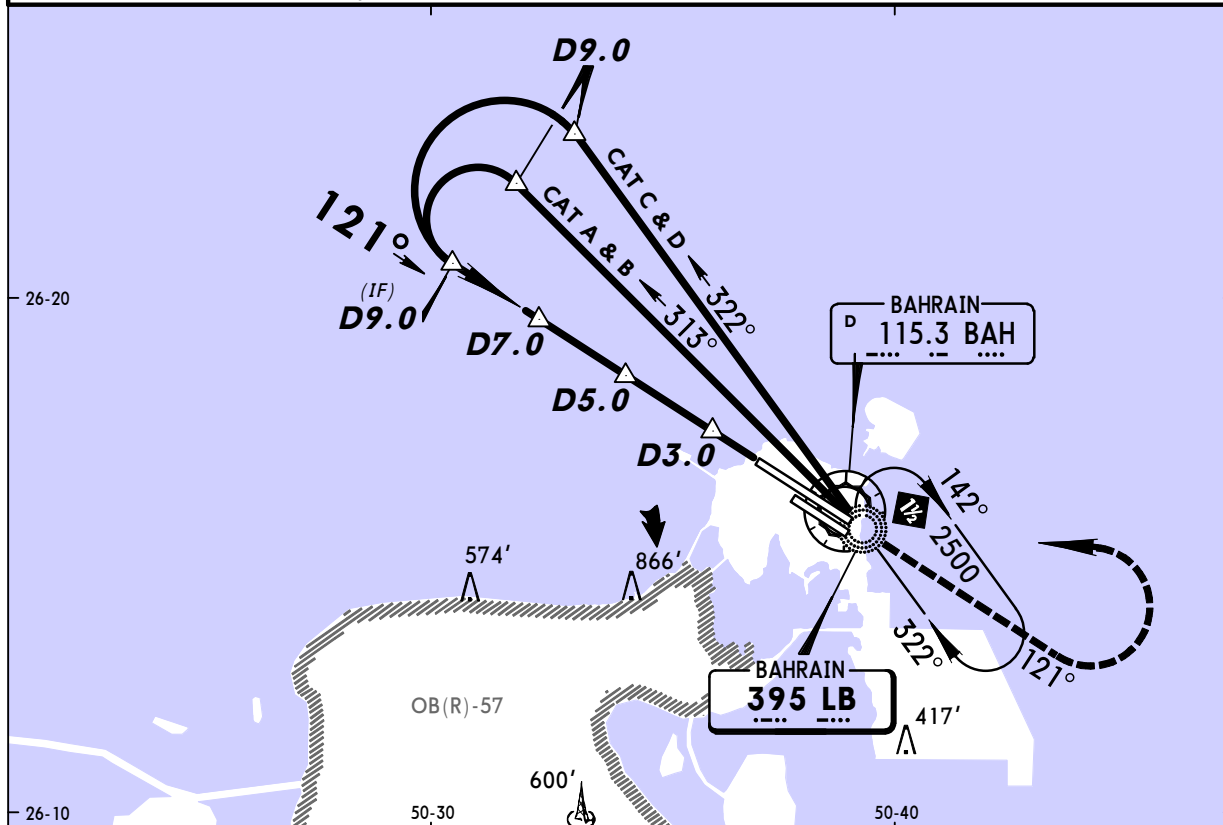 D9.0
CAT C & D
322°
CAT A & B
313°
121°
(IF)
D9.0
26-20
D7.0
D5.0
D3.0
BAHRAIN
D 115.3 BAH
142°
1½
2500
322°
121°
574'
866'
BAHRAIN
395 LB
OB(R)-57
417'
600'
26-10
50-30
50-40